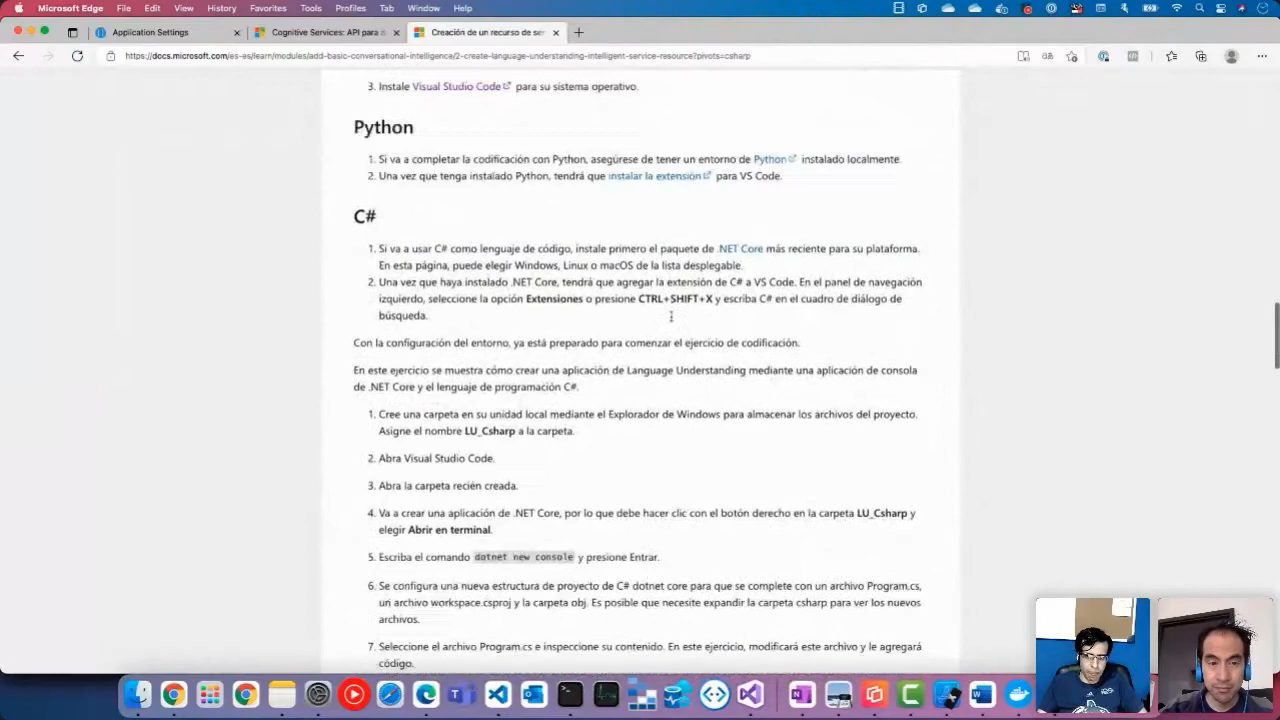 Microsoft Edge File Edit View History Favorites Tools Profiles Tab Window Help
Application Settings
Cognitive Services: API para
Creación de un recurso de ser
https://docs.microsoft.com/es-es/learn/modules/add-basic-conversational-intelligence/2-create-language-understanding-intelligent-service-resource?pivots=csharp
3. Instale Visual Studio Code para su sistema operativo.
Python
1. Si va a completar la codificación con Python, asegúrese de tener un entorno de Python instalado localmente.
2. Una vez que tenga instalado Python, tendrá que instalar la extensión para VS Code.
C#
1. Si va a usar C# como lenguaje de código, instale primero el paquete de .NET Core más reciente para su plataforma.
En esta página, puede elegir Windows, Linux o macOS de la lista desplegable.
2. Una vez que haya instalado .NET Core, tendrá que agregar la extensión de C# a VS Code. En el panel de navegación
izquierdo, seleccione la opción Extensiones o presione CTRL+SHIFT+X y escriba C# en el cuadro de diálogo de
búsqueda.
Con la configuración del entorno, ya está preparado para comenzar el ejercicio de codificación.
En este ejercicio se muestra cómo crear una aplicación de Language Understanding mediante una aplicación de consola
de .NET Core y el lenguaje de programación C#.
1. Cree una carpeta en su unidad local mediante el Explorador de Windows para almacenar los archivos del proyecto.
Asigne el nombre LU_Csharp a la carpeta.
2. Abra Visual Studio Code.
3. Abra la carpeta recién creada.
4. Va a crear una aplicación de .NET Core, por lo que debe hacer clic con el botón derecho en la carpeta LU_Csharp y
elegir Abrir en terminal.
5. Escriba el comando dotnet new console y presione Entrar.
6. Se configura una nueva estructura de proyecto de C# dotnet core para que se complete con un archivo Program.cs,
un archivo workspace.csproj y la carpeta obj. Es posible que necesite expandir la carpeta csharp para ver los nuevos
archivos.
7. Seleccione el archivo Program.cs e inspeccione su contenido. En este ejercicio, modificará este archivo y le agregará
código.